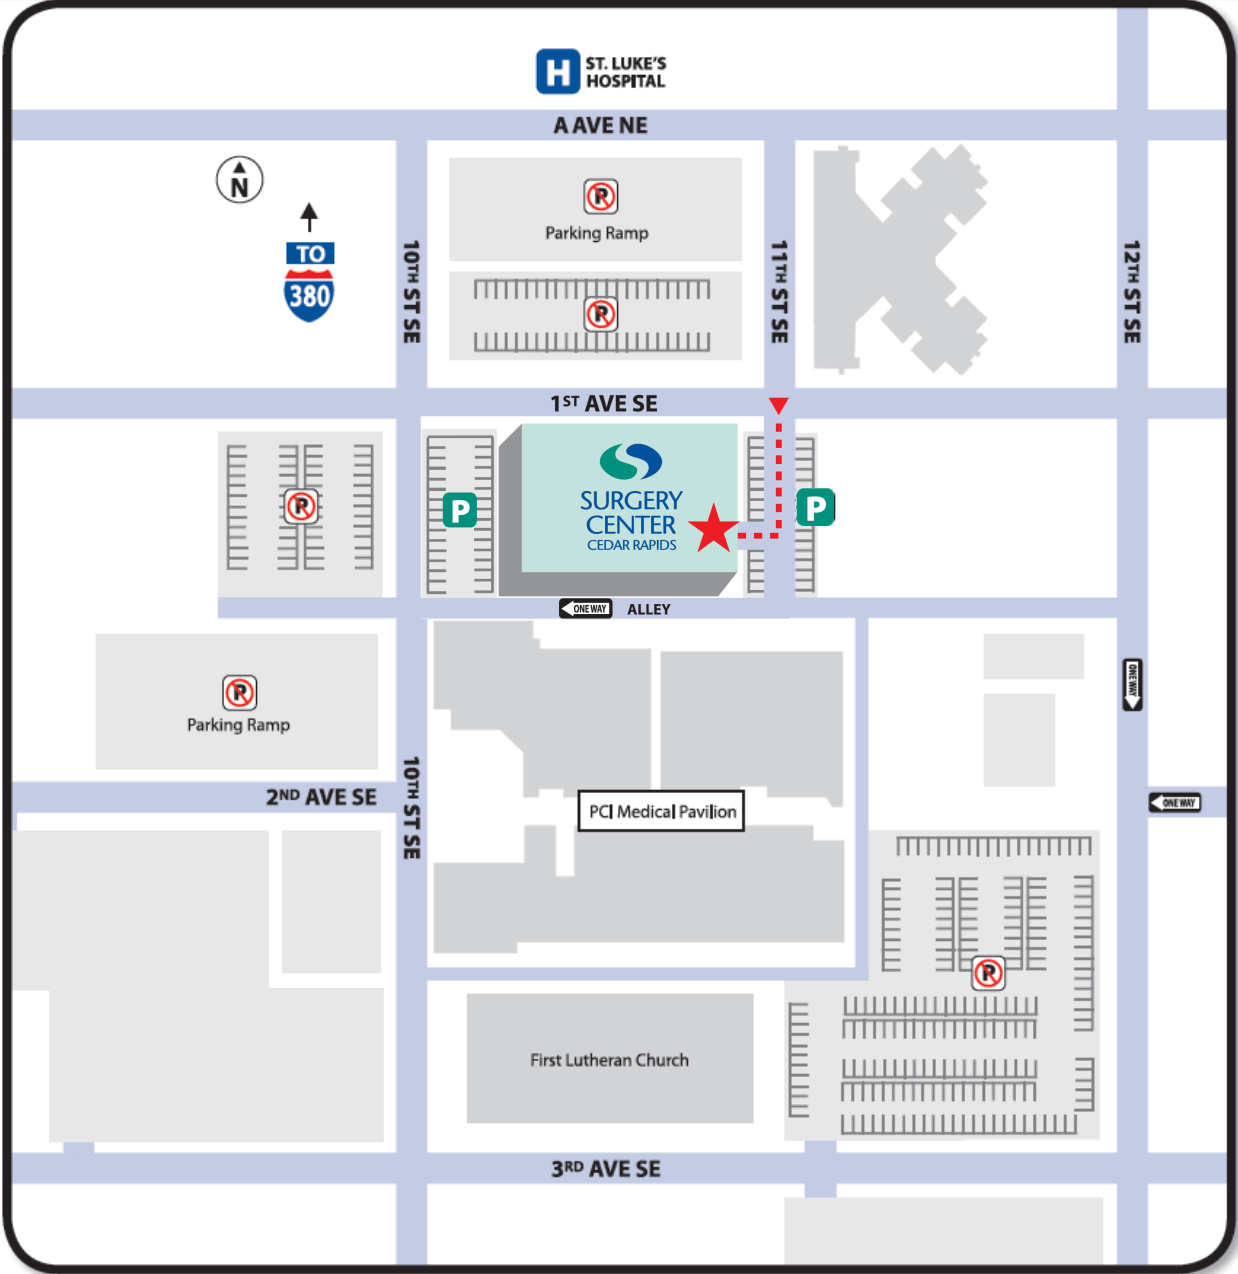 H ST. LUKE'S
HOSPITAL
A AVE NE
N
TO
380
10TH ST SE
P
Parking Ramp
P
11TH ST SE
12TH ST SE
1ST AVE SE
P
P
SURGERY
CENTER
CEDAR RAPIDS
P
ONE WAY
ALLEY
P
Parking Ramp
ONE WAY
10TH ST SE
2ND AVE SE
PCI Medical Pavilion
ONE WAY
P
First Lutheran Church
3RD AVE SE